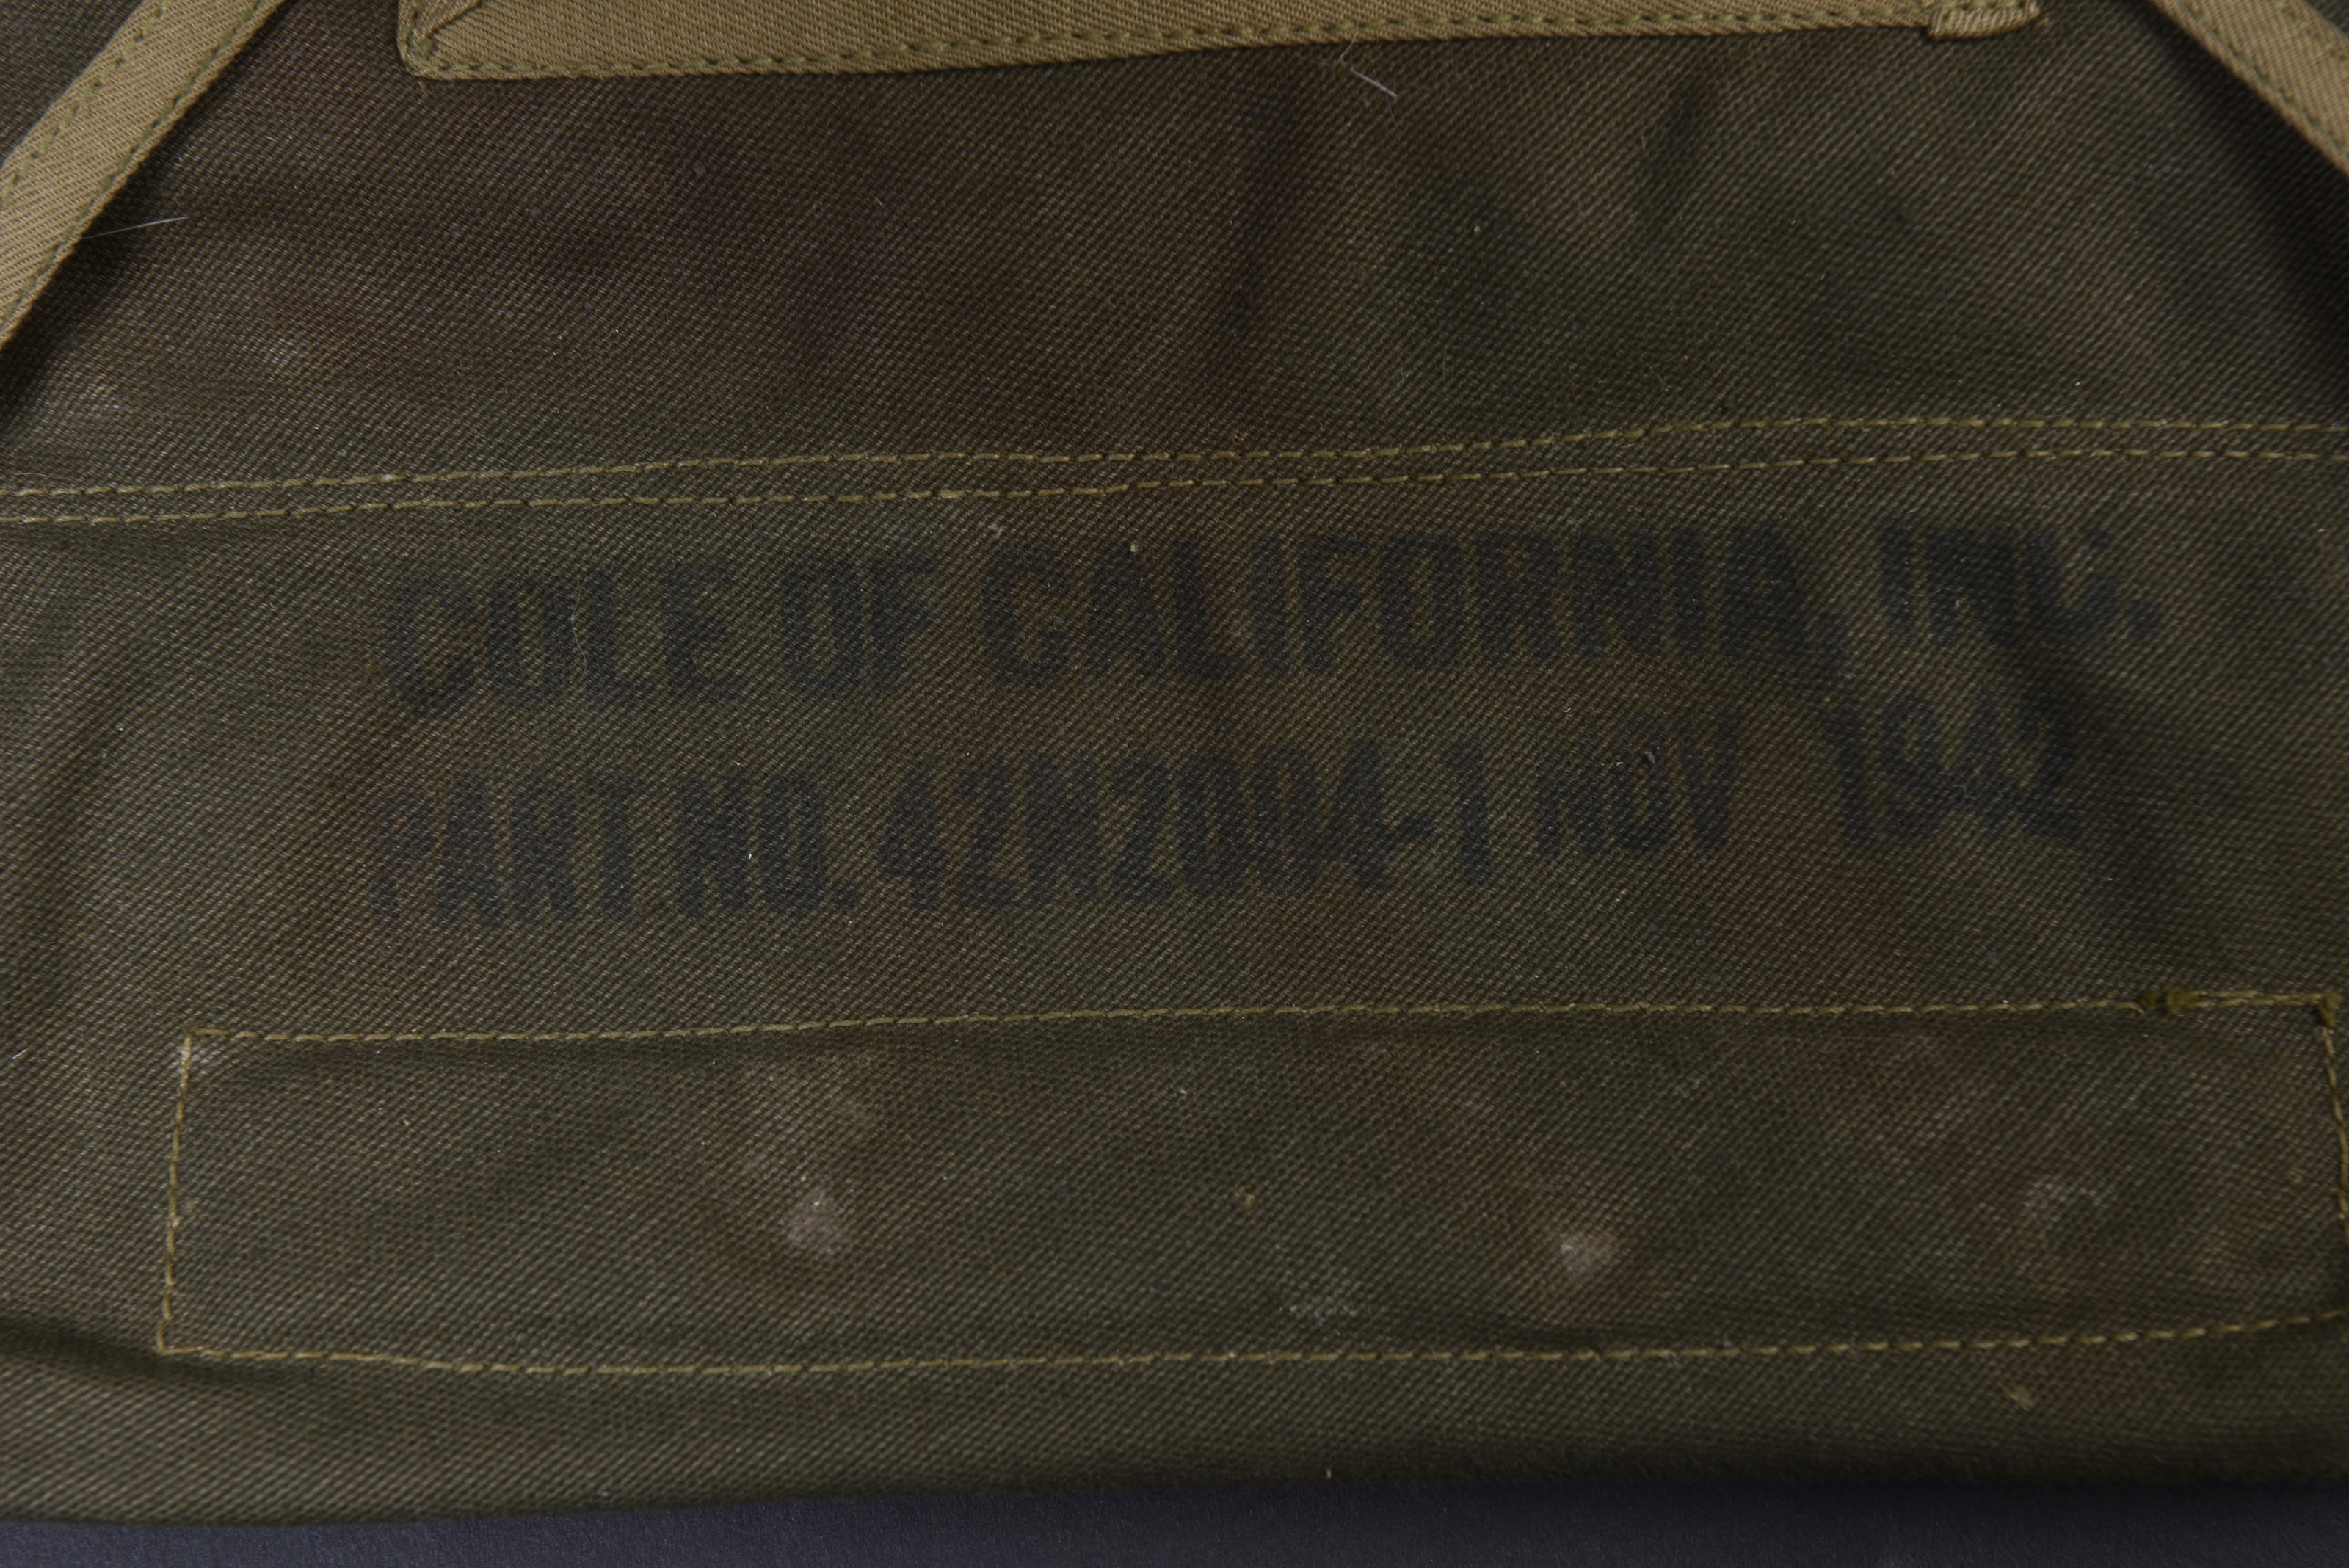 COLE OF CALIFORNIA, INC.
PART NO. 42N2004-1 NOV 1942